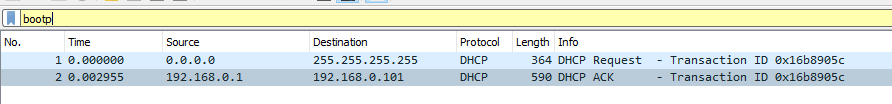 bootp
No. Time Source Destination Protocol Length Info
1 0.000000 0.0.0.0 255.255.255.255 DHCP 364 DHCP Request - Transaction ID 0x16b8905c
2 0.002955 192.168.0.1 192.168.0.101 DHCP 590 DHCP ACK - Transaction ID 0x16b8905c